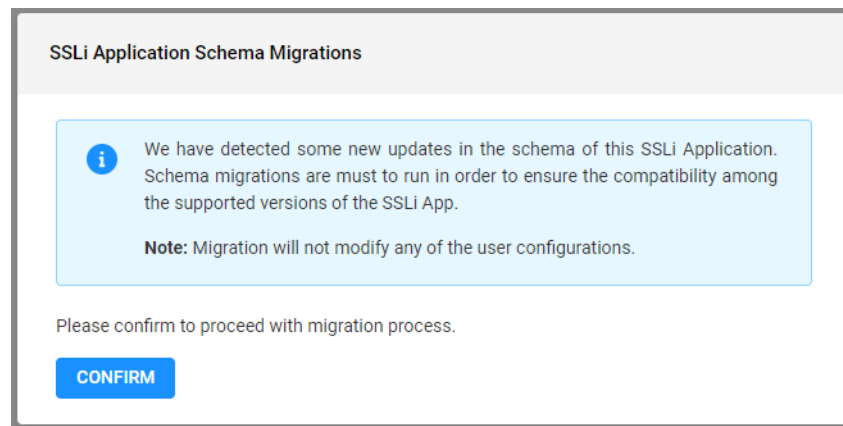 SSLi Application Schema Migrations
We have detected some new updates in the schema of this SSLi Application.
Schema migrations are must to run in order to ensure the compatibility among
the supported versions of the SSLi App.
Note: Migration will not modify any of the user configurations.
Please confirm to proceed with migration process.
CONFIRM